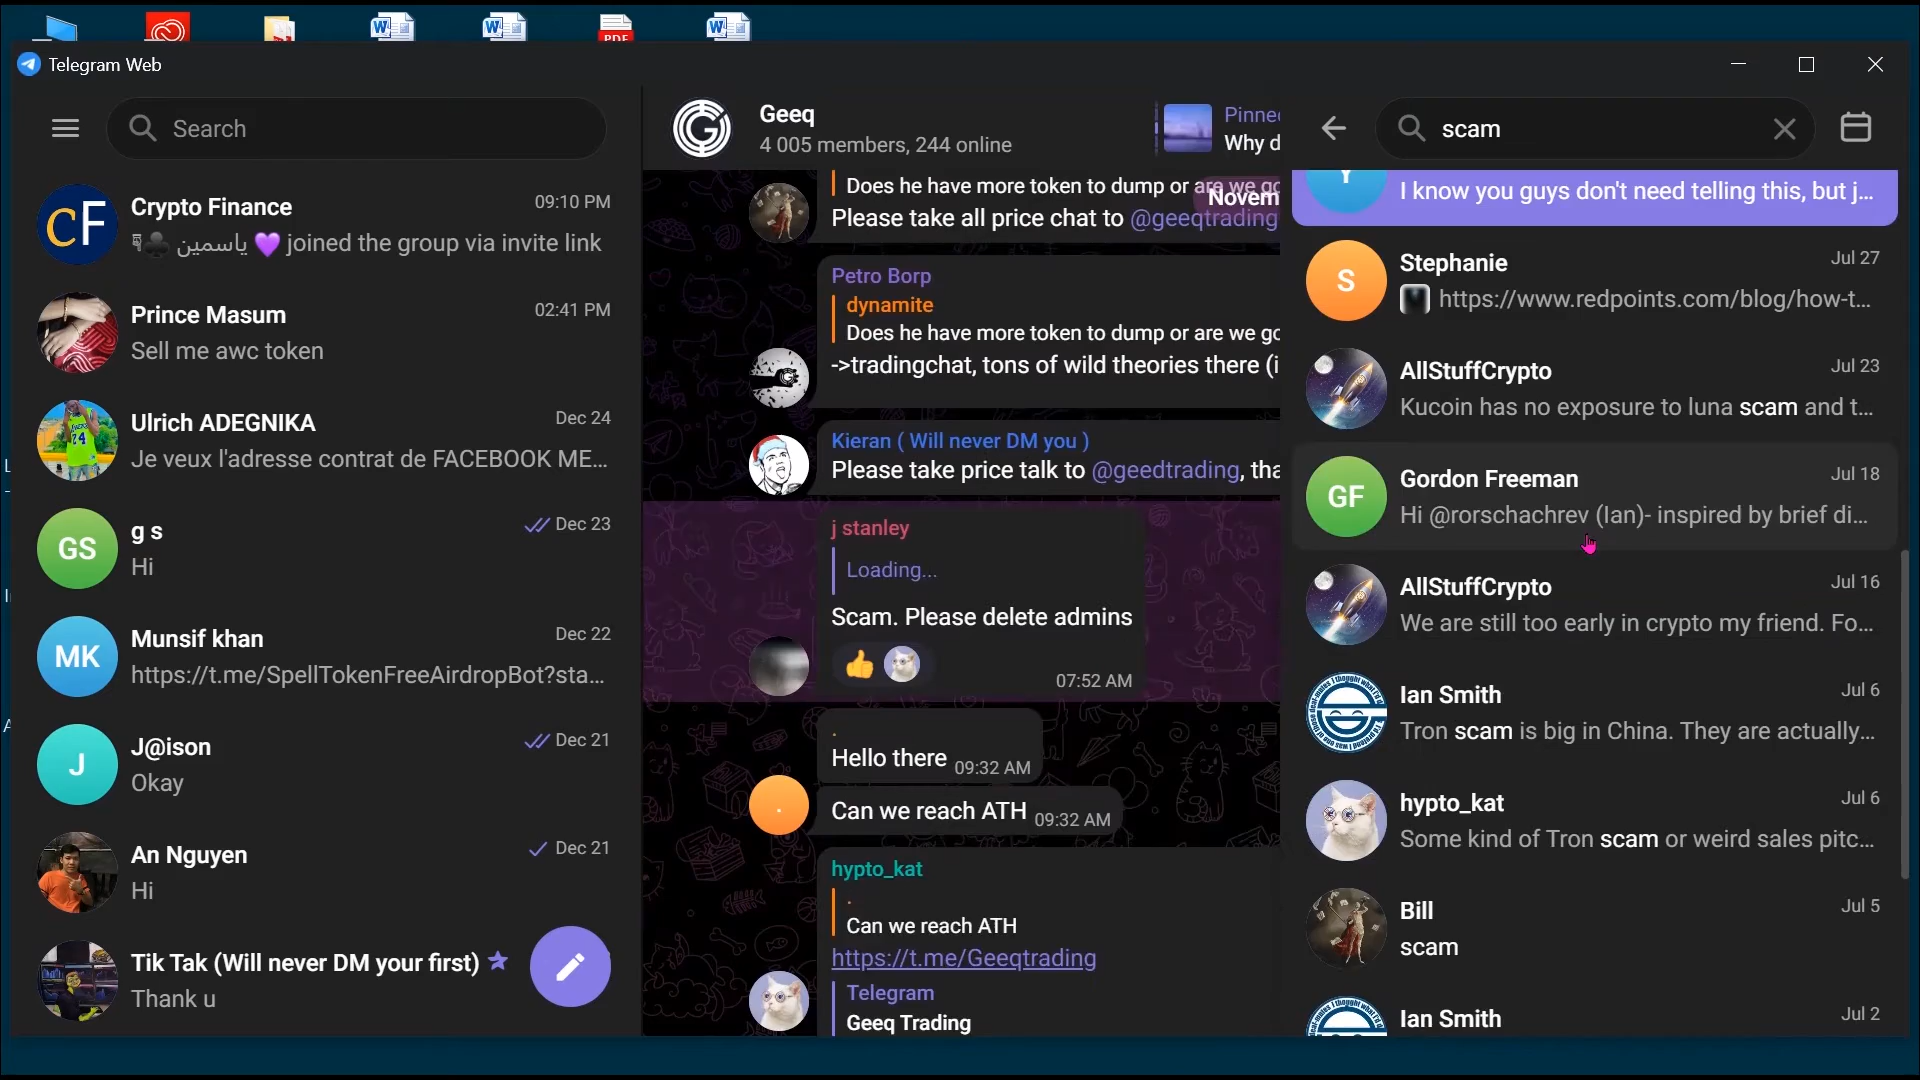 PDF
Telegram Web
Search
CF
Crypto Finance
09:10 PM
ياسمين 💜 joined the group via invite link
Prince Masum
02:41 PM
Sell me awc token
Ulrich ADEGNIKA
Dec 24
Je veux l'adresse contrat de FACEBOOK ME...
GS
g s
Dec 23
Hi
MK
Munsif khan
Dec 22
https://t.me/SpellTokenFreeAirdropBot?sta...
J
J@ison
Dec 21
Okay
An Nguyen
Dec 21
Hi
Tik Tak (Will never DM your first)
Thank u
Geeq
4 005 members, 244 online
Pinned
Why d
Does he have more token to dump or are we go
Novem
Please take all price chat to @geeqtrading
Petro Borp
dynamite
Does he have more token to dump or are we go
->tradingchat, tons of wild theories there (i
Kieran ( Will never DM you )
Please take price talk to @geedtrading, tha
j stanley
Loading...
Scam. Please delete admins
👍
07:52 AM
.
Hello there 09:32 AM
.
Can we reach ATH 09:32 AM
hypto_kat
.
Can we reach ATH
https://t.me/Geeqtrading
Telegram
Geeq Trading
scam
Y
I know you guys don't need telling this, but j...
S
Stephanie
Jul 27
https://www.redpoints.com/blog/how-t...
AllStuffCrypto
Jul 23
Kucoin has no exposure to luna scam and t...
GF
Gordon Freeman
Jul 18
Hi @rorschachrev (Ian)- inspired by brief di...
AllStuffCrypto
Jul 16
We are still too early in crypto my friend. Fo...
Ian Smith
Jul 6
Tron scam is big in China. They are actually...
hypto_kat
Jul 6
Some kind of Tron scam or weird sales pitc...
Bill
Jul 5
scam
Ian Smith
Jul 2